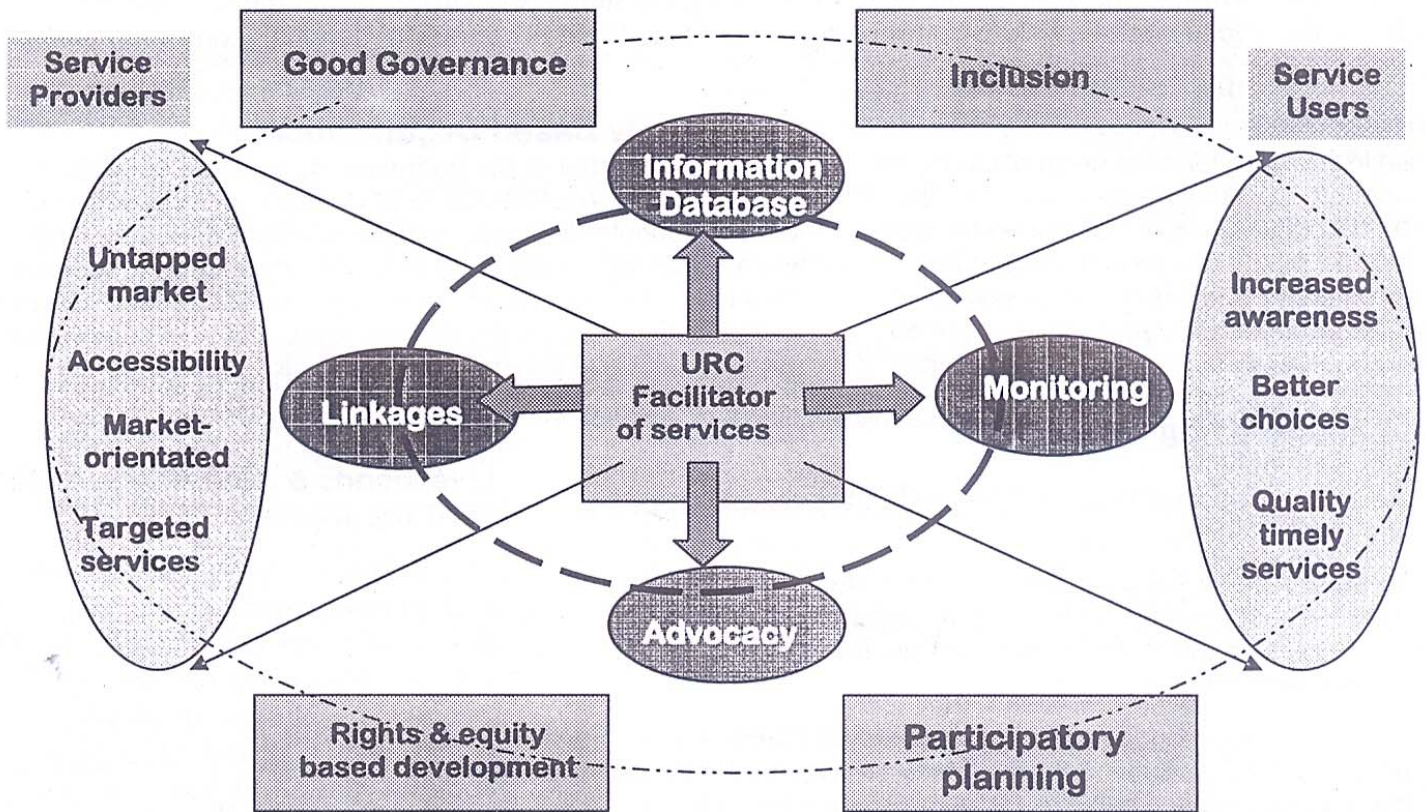 Service
Providers
Good Governance
Inclusion
Service
Users
Information
Database
Untapped
market
Accessibility
Market-
orientated
Targeted
services
Linkages
URC
Facilitator
of services
Monitoring
Increased
awareness
Better
choices
Quality
timely
services
Advocacy
Rights & equity
based development
Participatory
planning